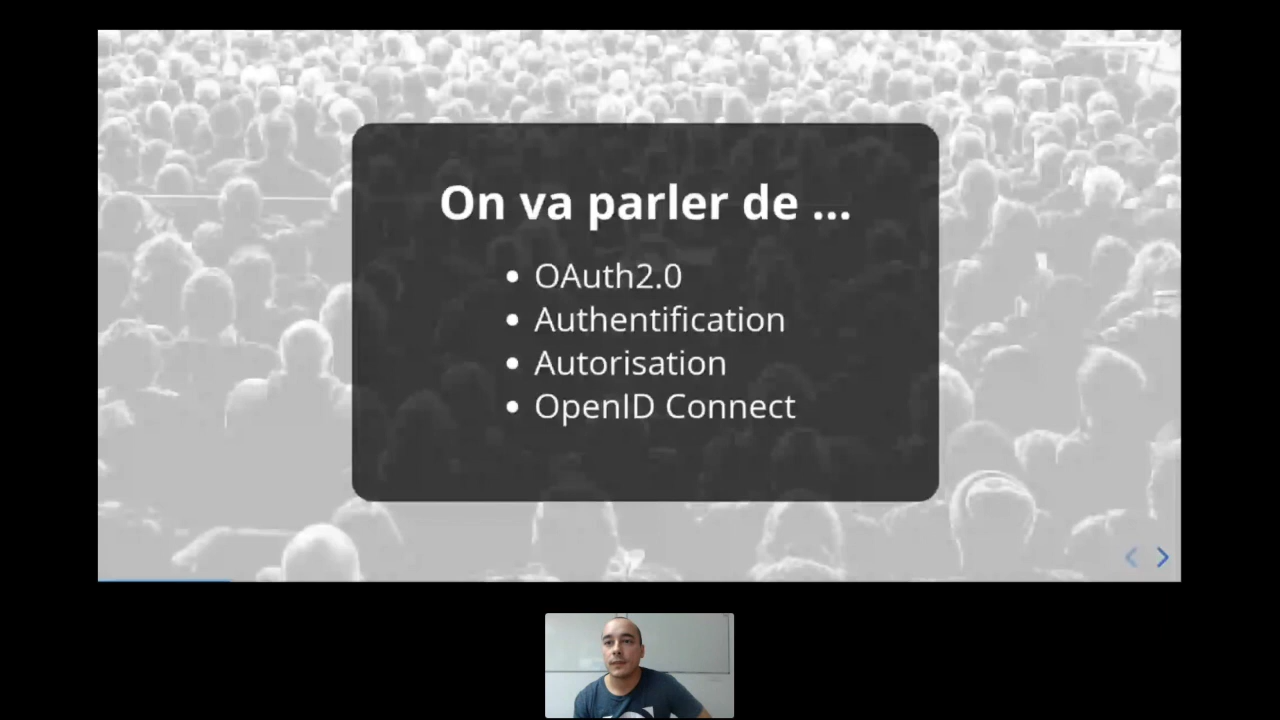 On va parler de ...
OAuth2.0
Authentification
Autorisation
OpenID Connect